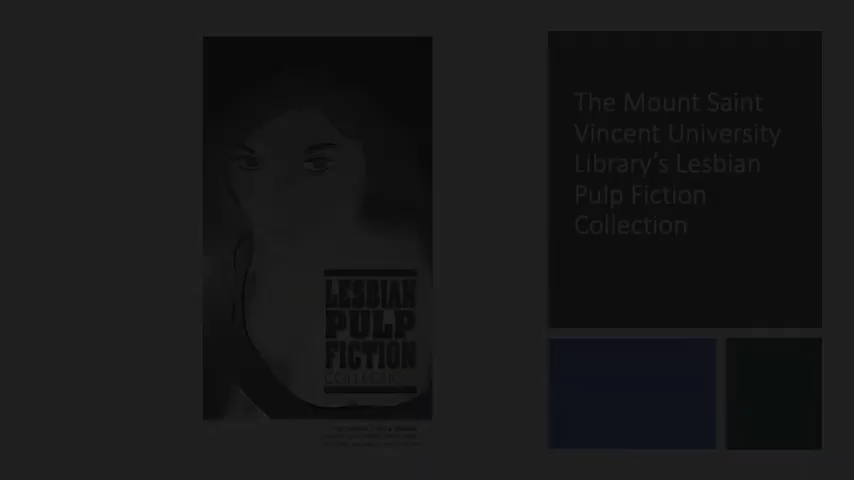 LESBIAN
PULP
FICTION
COLLECTION
The Mount Saint
Vincent University
Library's Lesbian
Pulp Fiction
Collection